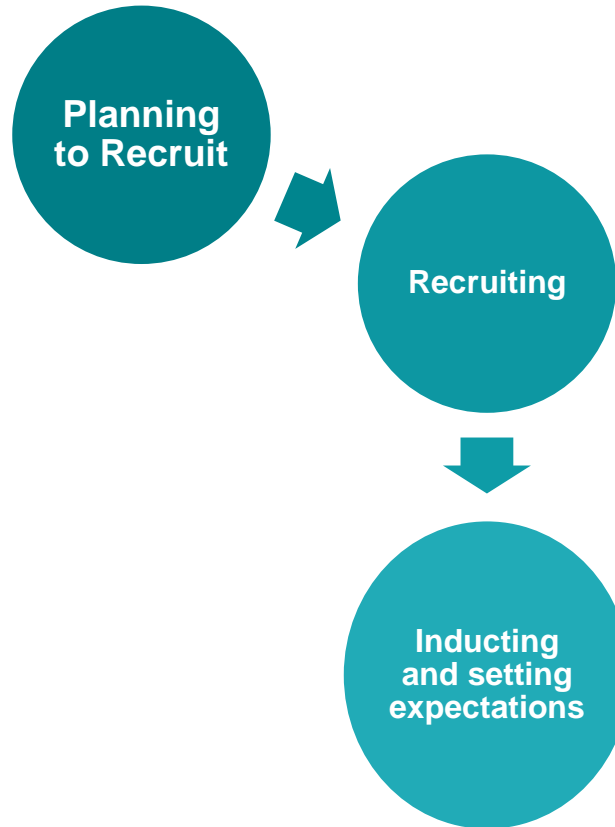 Planning
to Recruit
Recruiting
Inducting
and setting
expectations